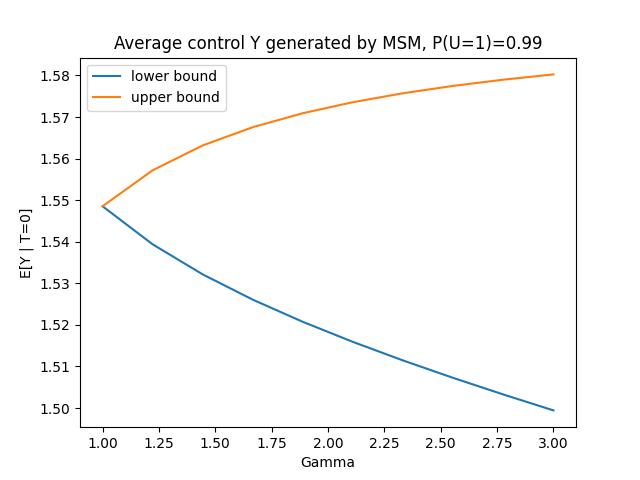 Average control Y generated by MSM, P(U=1)=0.99
lower bound
upper bound
E[Y | T=0]
1.58
1.57
1.56
1.55
1.54
1.53
1.52
1.51
1.50
1.00 1.25 1.50 1.75 2.00 2.25 2.50 2.75 3.00
Gamma